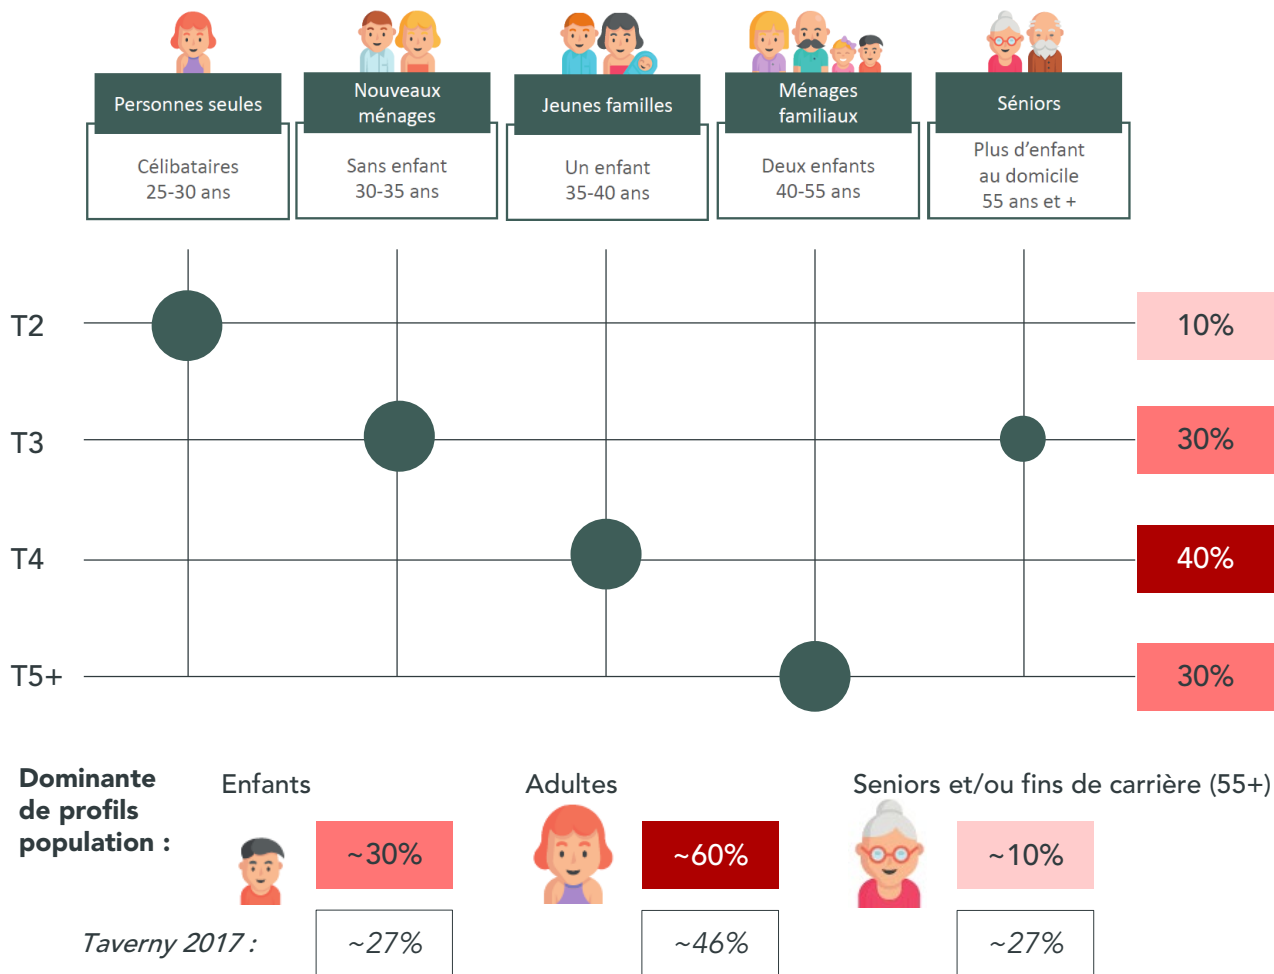 Personnes seules
Nouveaux
ménages
Jeunes familles
Ménages
familiaux
Séniors
Célibataires
25-30 ans
Sans enfant
30-35 ans
Un enfant
35-40 ans
Deux enfants
40-55 ans
Plus d'enfant
au domicile
55 ans et +
T2
10%
T3
30%
T4
40%
T5+
30%
Dominante
de profils
population :
Enfants
~30%
Adultes
~60%
Seniors et/ou fins de carrière (55+)
~10%
Taverny 2017 :
~27%
~46%
~27%